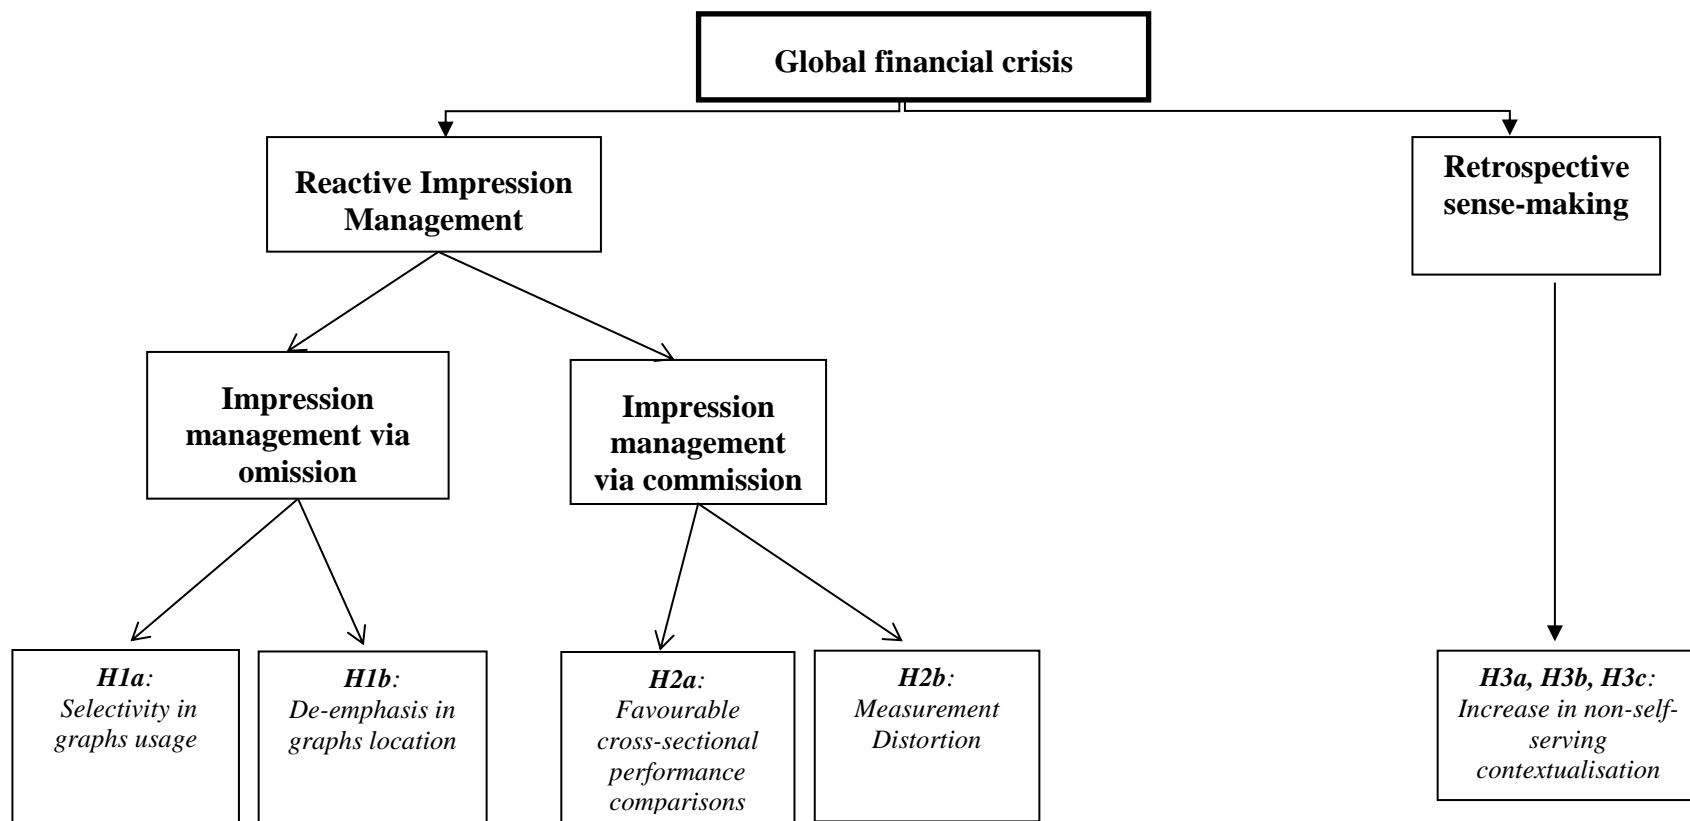 Global financial crisis
Reactive Impression
Management
Retrospective
sense-making
Impression
management via
omission
Impression
management
via commission
H1a:
Selectivity in
graphs usage
H1b:
De-emphasis in
graphs location
H2a:
Favourable
cross-sectional
performance
comparisons
H2b:
Measurement
Distortion
H3a, H3b, H3c:
Increase in non-self-
serving
contextualisation